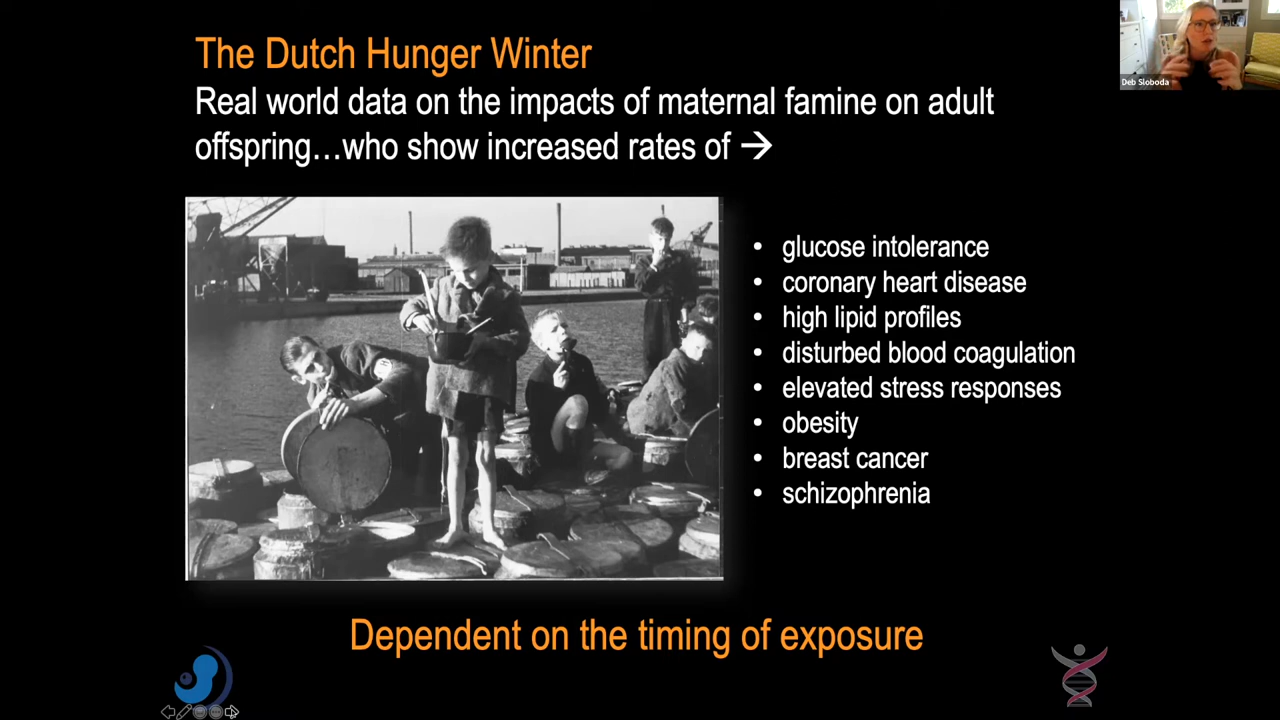 The Dutch Hunger Winter
Real world data on the impacts of maternal famine on adult
offspring...who show increased rates of →
• glucose intolerance
• coronary heart disease
• high lipid profiles
• disturbed blood coagulation
• elevated stress responses
• obesity
• breast cancer
• schizophrenia
Dependent on the timing of exposure
Deb Sloboda